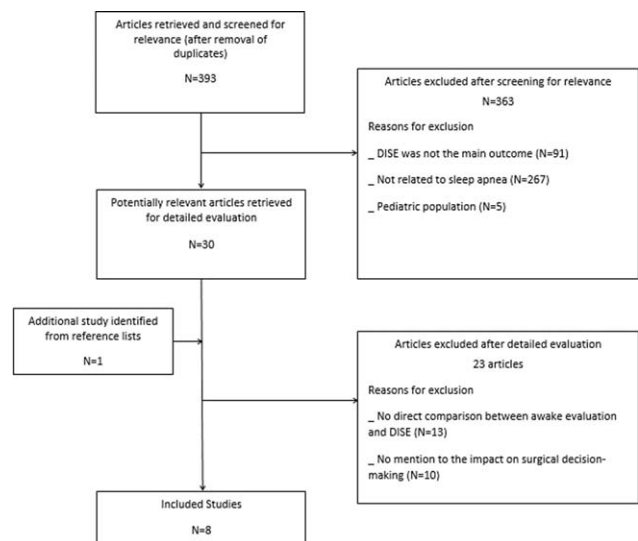 Articles retrieved and screened for
relevance (after removal of
duplicates)
N=393
Articles excluded after screening for relevance
N=363
Reasons for exclusion
_ DISE was not the main outcome (N=91)
_ Not related to sleep apnea (N=267)
_ Pediatric population (N=5)
Potentially relevant articles retrieved
for detailed evaluation
N=30
Additional study identified
from reference lists
N=1
Articles excluded after detailed evaluation
23 articles
Reasons for exclusion
_ No direct comparison between awake evaluation
and DISE (N=13)
_ No mention to the impact on surgical decision-
making (N=10)
Included Studies
N=8